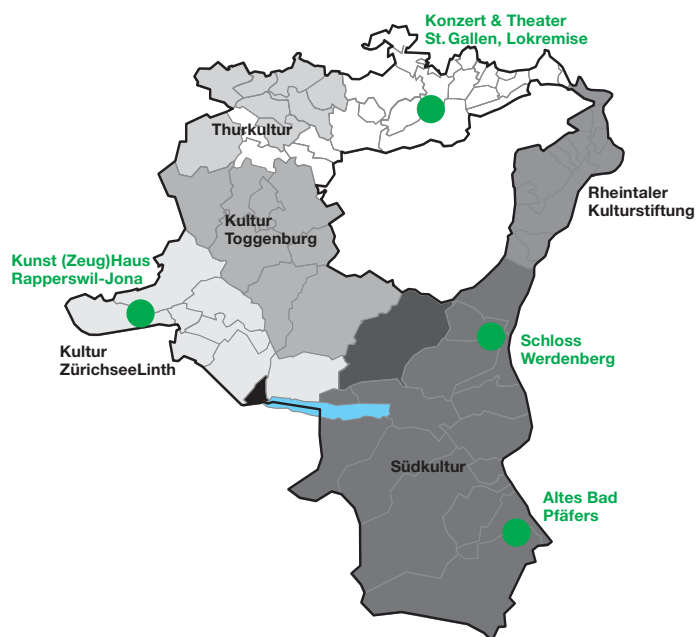 Konzert & Theater
St. Gallen, Lokremise
Thurkultur
Rheintaler
Kulturstiftung
Kultur
Toggenburg
Kunst (Zeug)Haus
Rapperswil-Jona
Kultur
ZürichseeLinth
Schloss
Werdenberg
Südkultur
Altes Bad
Pfäfers